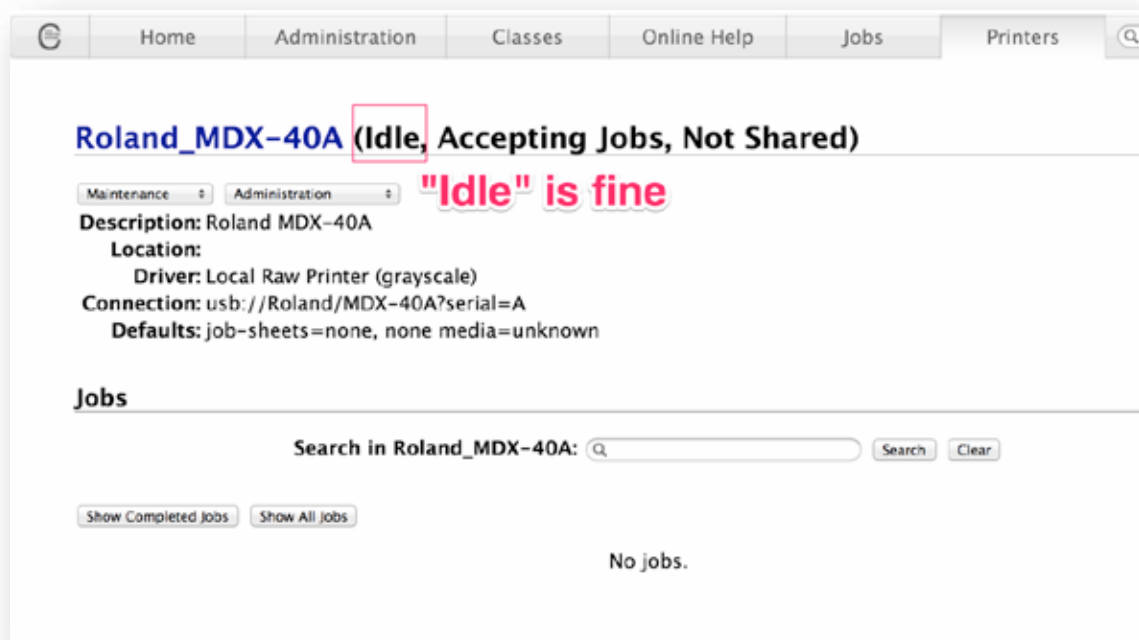 Home Administration Classes Online Help Jobs Printers
Roland_MDX-40A (Idle, Accepting Jobs, Not Shared)
Maintenance Administration "Idle" is fine
Description: Roland MDX-40A
Location:
Driver: Local Raw Printer (grayscale)
Connection: usb://Roland/MDX-40A?serial=A
Defaults: job-sheets=none, none media=unknown
Jobs
Search in Roland_MDX-40A: Search Clear
Show Completed Jobs Show All Jobs
No jobs.